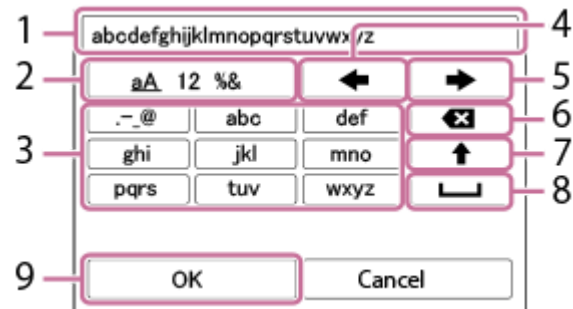 1 abcdefghijklmnopqrstuvwxyz 4
2 aA 12 %& 5
.-_@ abc def 6
3 ghi jkl mno 7
pqrs tuv wxyz 8
9 OK Cancel